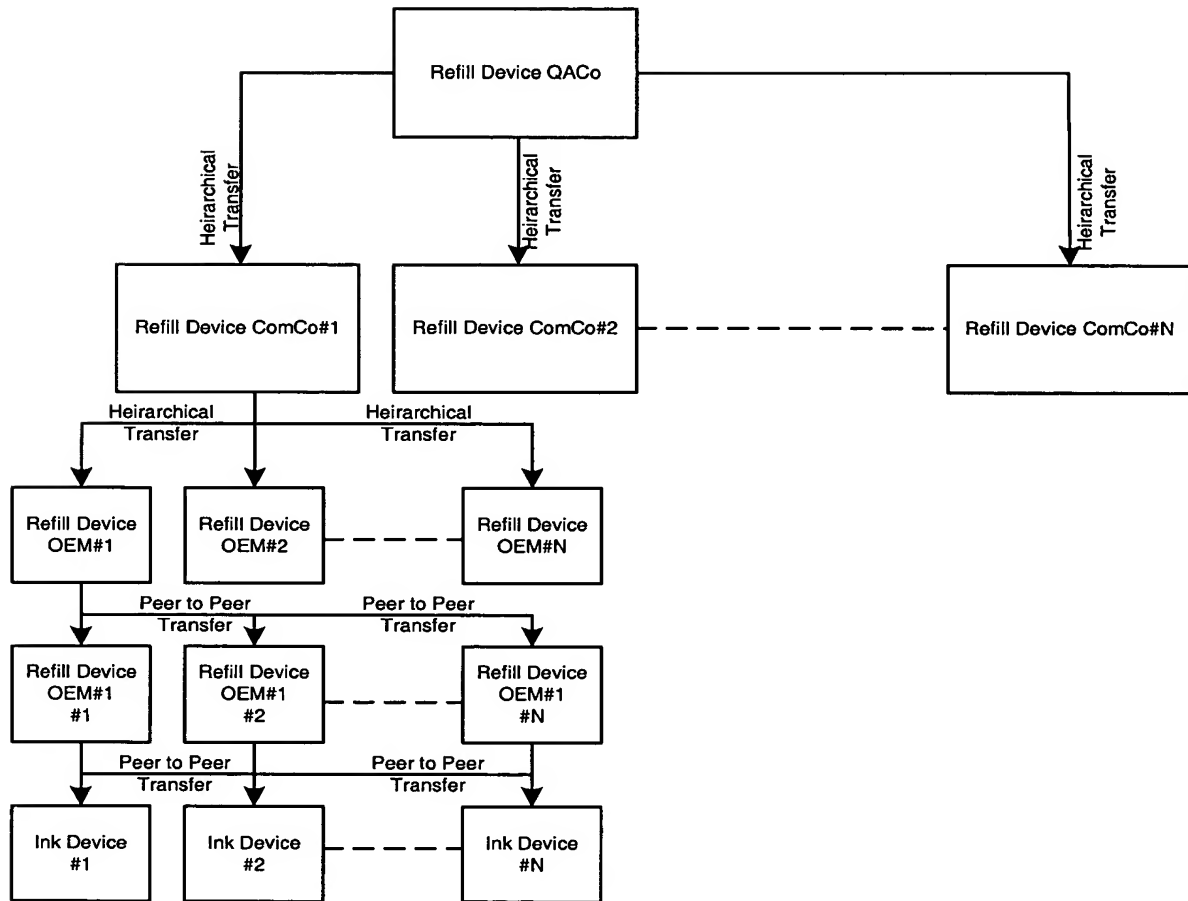 Refill Device QACo
Heirarchical
Transfer
Heirarchical
Transfer
Heirarchical
Transfer
Refill Device ComCo#1
Refill Device ComCo#2
Refill Device ComCo#N
Heirarchical
Transfer
Heirarchical
Transfer
Refill Device
OEM#1
Refill Device
OEM#2
Refill Device
OEM#N
Peer to Peer
Transfer
Peer to Peer
Transfer
Refill Device
OEM#1
#1
Refill Device
OEM#1
#2
Refill Device
OEM#1
#N
Peer to Peer
Transfer
Peer to Peer
Transfer
Ink Device
#1
Ink Device
#2
Ink Device
#N